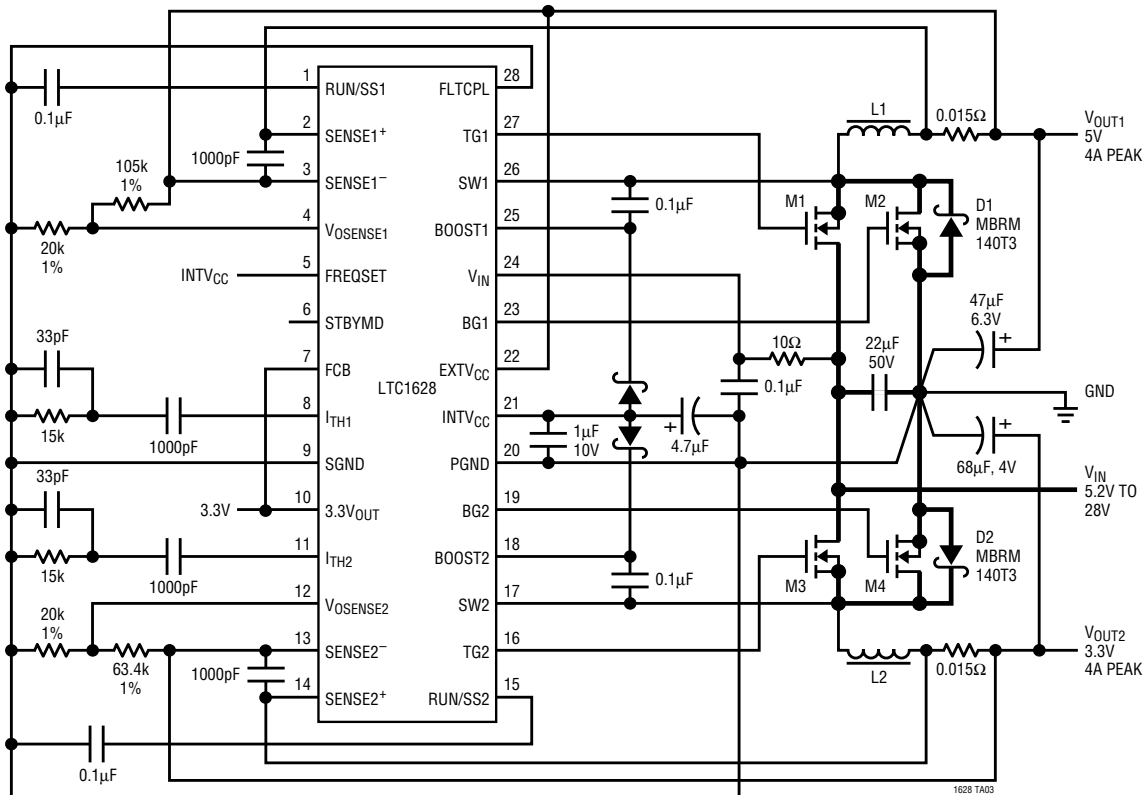 1
RUN/SS1
0.1µF
2
SENSE1+
1000pF
105k
1%
3
SENSE1−
4
VOSENSE1
20k
1%
INTVCC
5
FREQSET
6
STBYMD
33pF
7
FCB
LTC1628
8
ITH1
15k
1000pF
9
SGND
33pF
3.3V
10
3.3VOUT
11
ITH2
15k
1000pF
12
VOSENSE2
20k
1%
13
SENSE2−
63.4k
1%
1000pF
14
SENSE2+
0.1µF
28
FLTCPL
27
TG1
26
SW1
25
BOOST1
24
VIN
23
BG1
22
EXTVCC
21
INTVCC
20
PGND
19
BG2
18
BOOST2
17
SW2
16
TG2
15
RUN/SS2
0.1µF
10Ω
0.1µF
1µF
10V
+
4.7µF
0.1µF
L1
0.015Ω
VOUT1
5V
4A PEAK
M1
M2
D1
MBRM
140T3
22µF
50V
47µF
6.3V
+
GND
+
68µF, 4V
VIN
5.2V TO
28V
M3
M4
D2
MBRM
140T3
L2
0.015Ω
VOUT2
3.3V
4A PEAK
1628 TA03